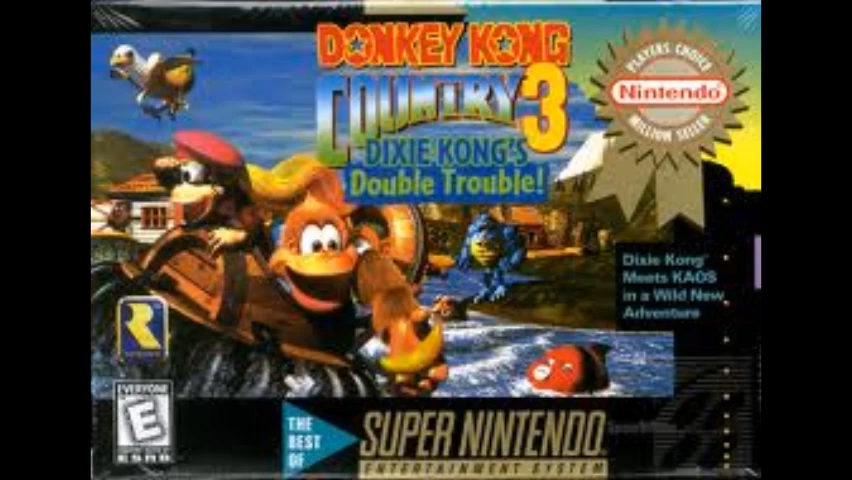 DONKEY KONG
COUNTRY 3
DIXIE KONG'S
Double Trouble!
PLAYERS CHOICE
Nintendo
MILLION SELLER
Dixie Kong
Meets KAOS
in a Wild New
Adventure
R
EVERYONE
E
ESRB
THE
BEST
OF
SUPER NINTENDO
ENTERTAINMENT SYSTEM